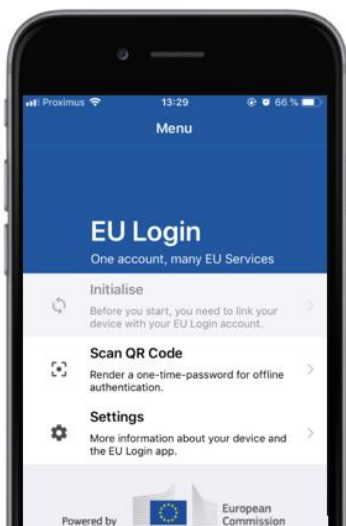 Proximus 13:29 66 %
Menu
EU Login
One account, many EU Services
Initialise
Before you start, you need to link your
device with your EU Login account.
Scan QR Code
Render a one-time-password for offline
authentication.
Settings
More information about your device and
the EU Login app.
Powered by
European
Commission